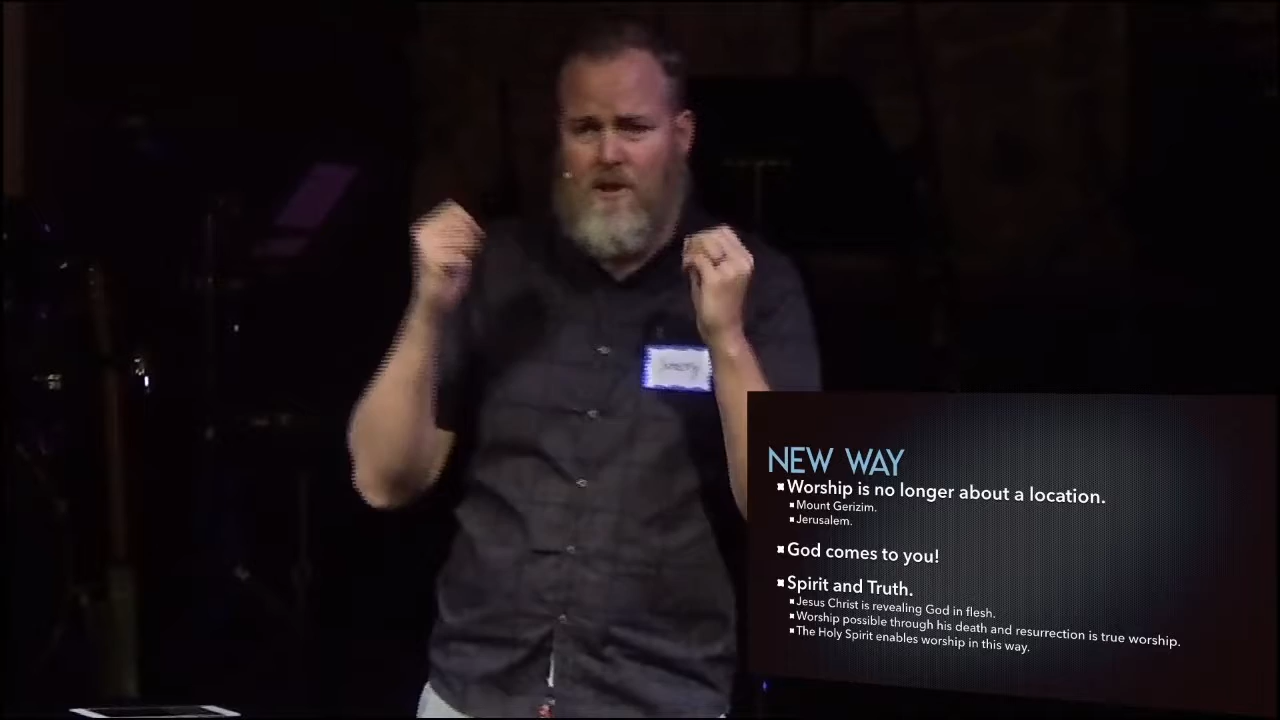 NEW WAY
Worship is no longer about a location.
Mount Gerizim.
Jerusalem.
God comes to you!
Spirit and Truth.
Jesus Christ is revealing God in flesh.
Worship possible through his death and resurrection is true worship.
The Holy Spirit enables worship in this way.